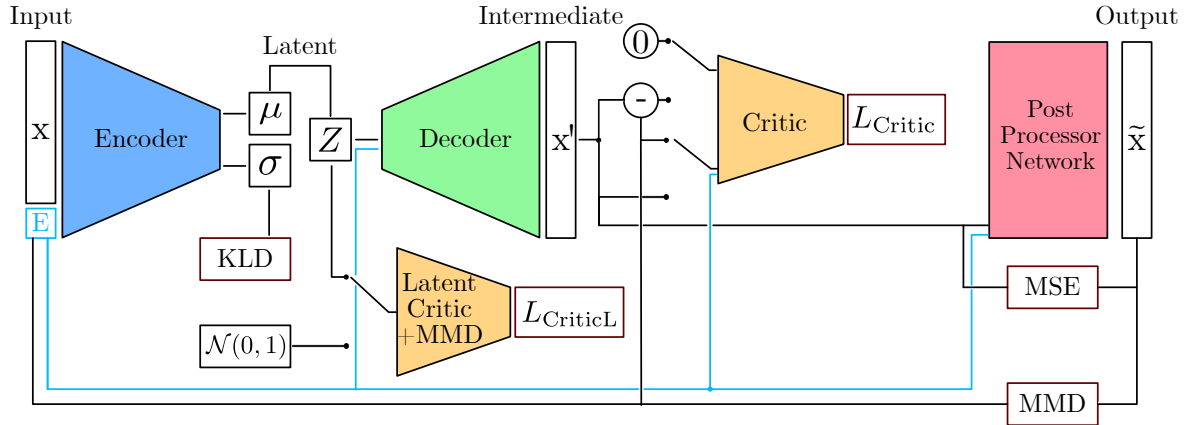 Input
Latent
Intermediate
Output
x
E
Encoder
μ
σ
KLD
Z
𝒩(0, 1)
Decoder
x'
Latent
Critic
+MMD
L_CriticL
0
-
Critic
L_Critic
Post
Processor
Network
x̃
MSE
MMD